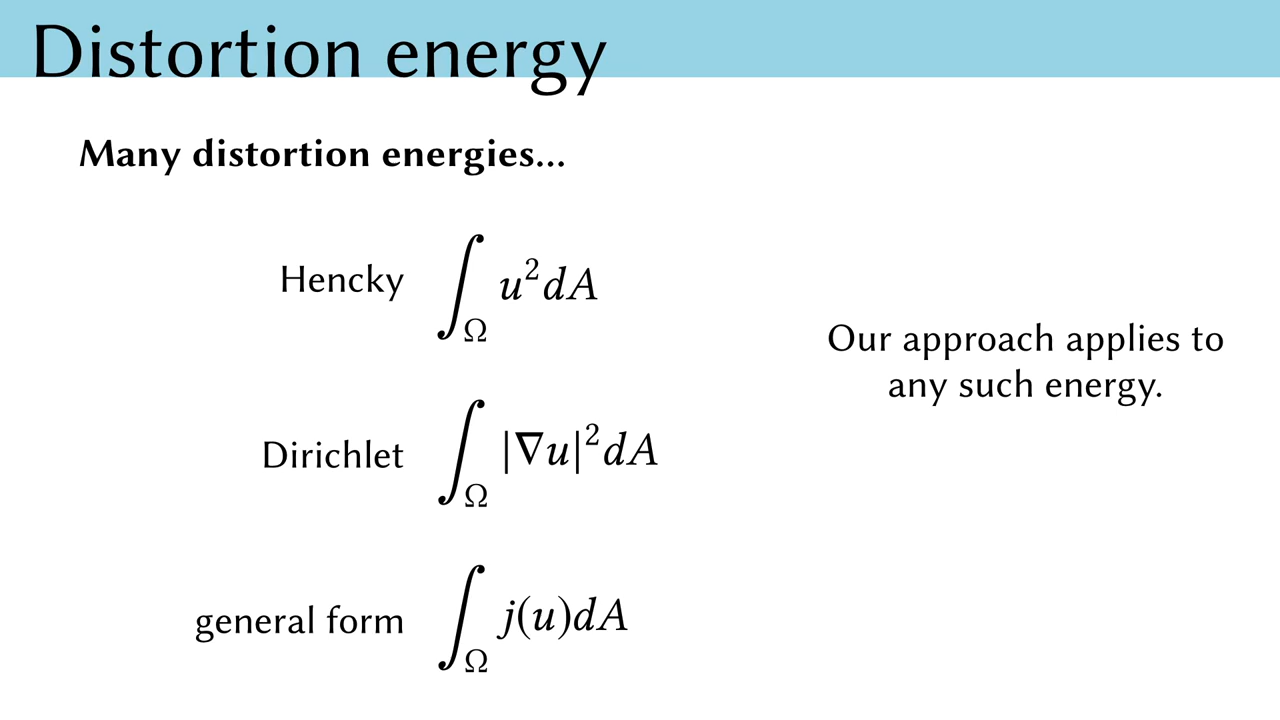 Distortion energy
Many distortion energies...
Hencky ∫_Ω u²dA
Our approach applies to
any such energy.
Dirichlet ∫_Ω |∇u|²dA
general form ∫_Ω j(u)dA